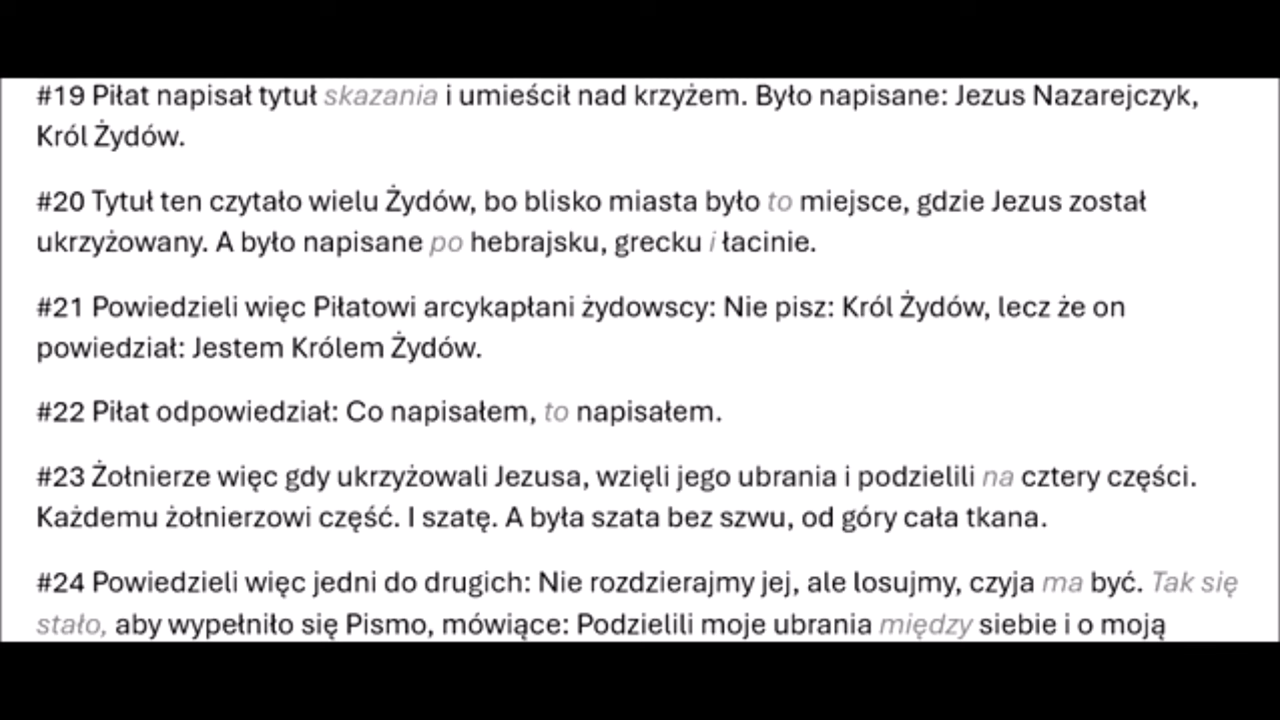 #19 Piłat napisał tytuł skazania i umieścił nad krzyżem. Było napisane: Jezus Nazarejczyk,
Król Żydów.
#20 Tytuł ten czytało wielu Żydów, bo blisko miasta było to miejsce, gdzie Jezus został
ukrzyżowany. A było napisane po hebrajsku, grecku i łacinie.
#21 Powiedzieli więc Piłatowi arcykapłani żydowscy: Nie pisz: Król Żydów, lecz że on
powiedział: Jestem Królem Żydów.
#22 Piłat odpowiedział: Co napisałem, to napisałem.
#23 Żołnierze więc gdy ukrzyżowali Jezusa, wzięli jego ubrania i podzielili na cztery części.
Każdemu żołnierzowi część. I szatę. A była szata bez szwu, od góry cała tkana.
#24 Powiedzieli więc jedni do drugich: Nie rozdzierajmy jej, ale losujmy, czyja ma być. Tak się
stało, aby wypełniło się Pismo, mówiące: Podzielili moje ubrania między siebie i o moją